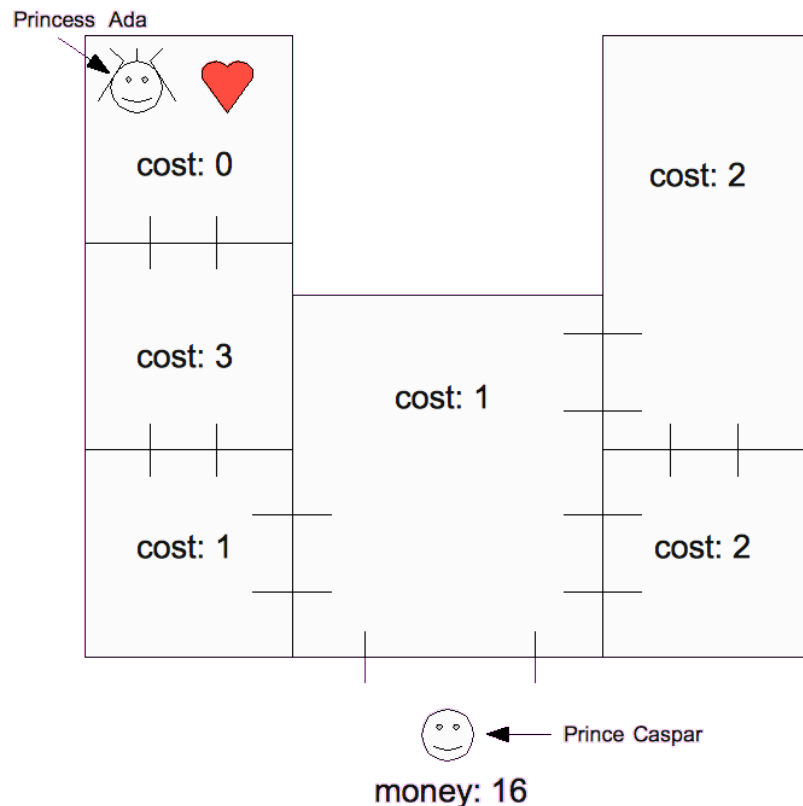 Princess Ada
cost: 0
cost: 2
cost: 3
cost: 1
cost: 1
cost: 2
Prince Caspar
money: 16